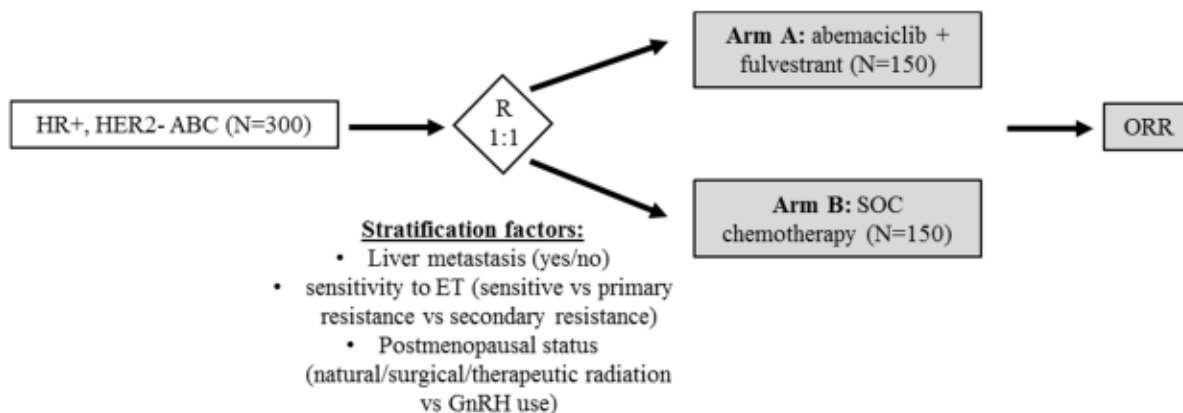 HR+, HER2- ABC (N=300)
R
1:1
Stratification factors:
• Liver metastasis (yes/no)
• sensitivity to ET (sensitive vs primary
resistance vs secondary resistance)
• Postmenopausal status
(natural/surgical/therapeutic radiation
vs GnRH use)
Arm A: abemaciclib +
fulvestrant (N=150)
Arm B: SOC
chemotherapy (N=150)
ORR